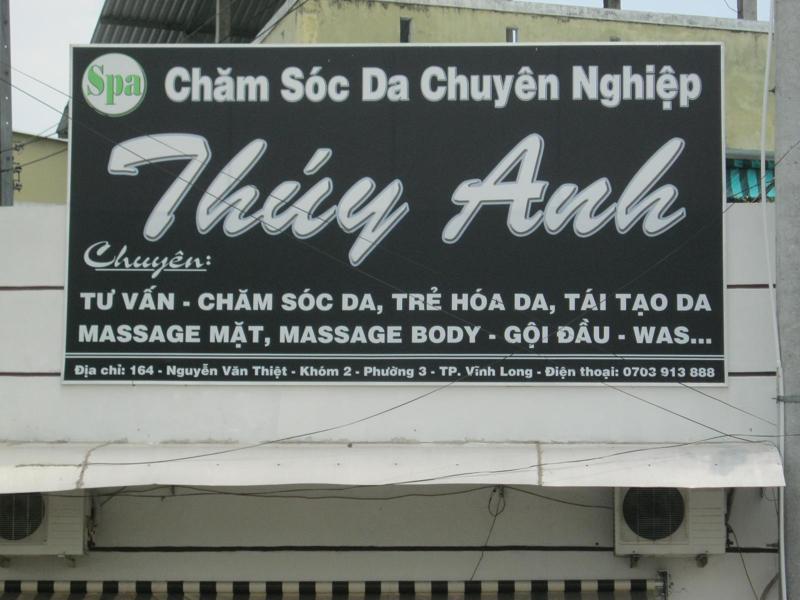 Spa Chăm Sóc Da Chuyên Nghiệp
Thúy Anh
Chuyên:
TƯ VẤN - CHĂM SÓC DA, TRẺ HÓA DA, TÁI TẠO DA
MASSAGE MẶT, MASSAGE BODY - GỘI ĐẦU - WAS...
Địa chỉ: 164 - Nguyễn Văn Thiệt - Khóm 2 - Phường 3 - TP. Vĩnh Long - Điện thoại: 0703 913 888